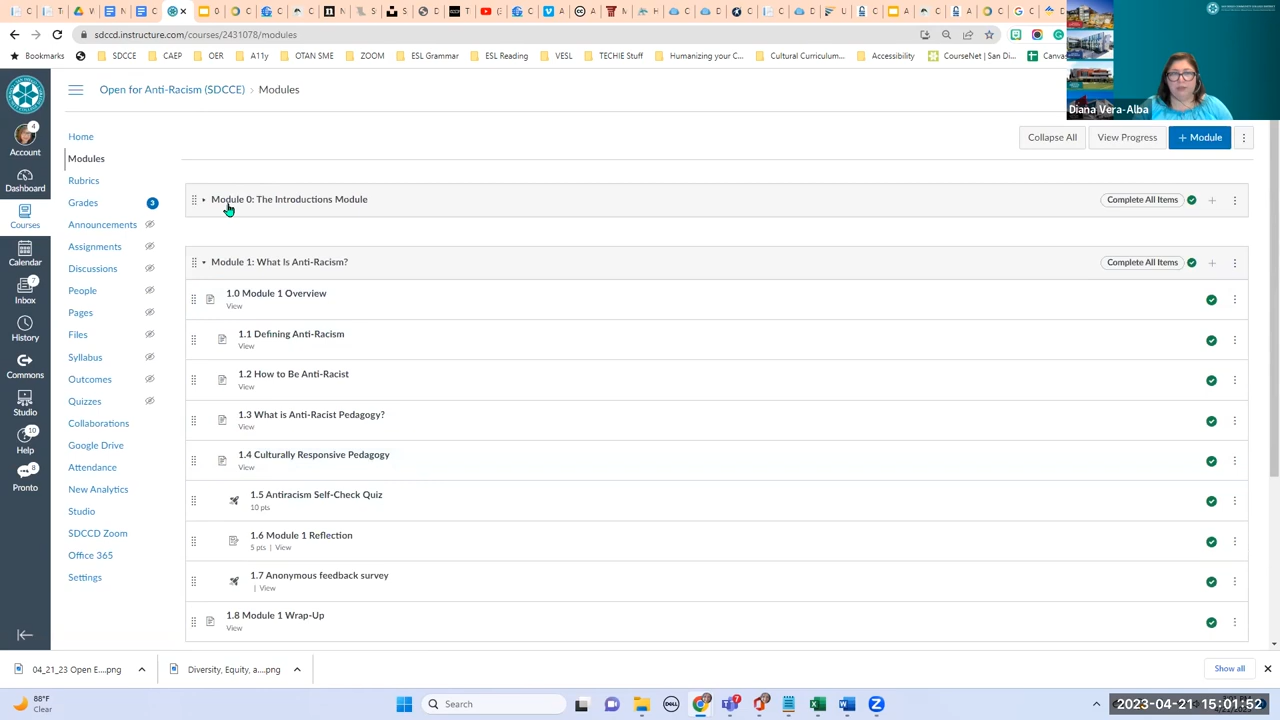 sdccd.instructure.com/courses/2431078/modules
Bookmarks
SDCCE
CAEP
OER
A11y
OTAN SME
ESL Grammar
ESL Reading
VESL
Humanizing your C...
Cultural Curriculum...
Accessibility
CourseNet | San Di...
Diana Vera-Alba
Open for Anti-Racism (SDCCE) › Modules
Collapse All
View Progress
+ Module
4
Account
Dashboard
Courses
Calendar
7
Inbox
History
Commons
Studio
10
Help
8
Pronto
Home
Modules
Rubrics
Grades
3
Announcements
Assignments
Discussions
People
Pages
Files
Syllabus
Outcomes
Quizzes
Collaborations
Google Drive
Attendance
New Analytics
Studio
SDCCD Zoom
Office 365
Settings
Module 0: The Introductions Module
Complete All Items
Module 1: What Is Anti-Racism?
Complete All Items
1.0 Module 1 Overview
View
1.1 Defining Anti-Racism
View
1.2 How to Be Anti-Racist
View
1.3 What is Anti-Racist Pedagogy?
View
1.4 Culturally Responsive Pedagogy
View
1.5 Antiracism Self-Check Quiz
10 pts
1.6 Module 1 Reflection
5 pts | View
1.7 Anonymous feedback survey
| View
1.8 Module 1 Wrap-Up
View
04_21_23 Open E....png
Diversity, Equity, a....png
Show all
88°F
Clear
Search
2023-04-21 15:01:52